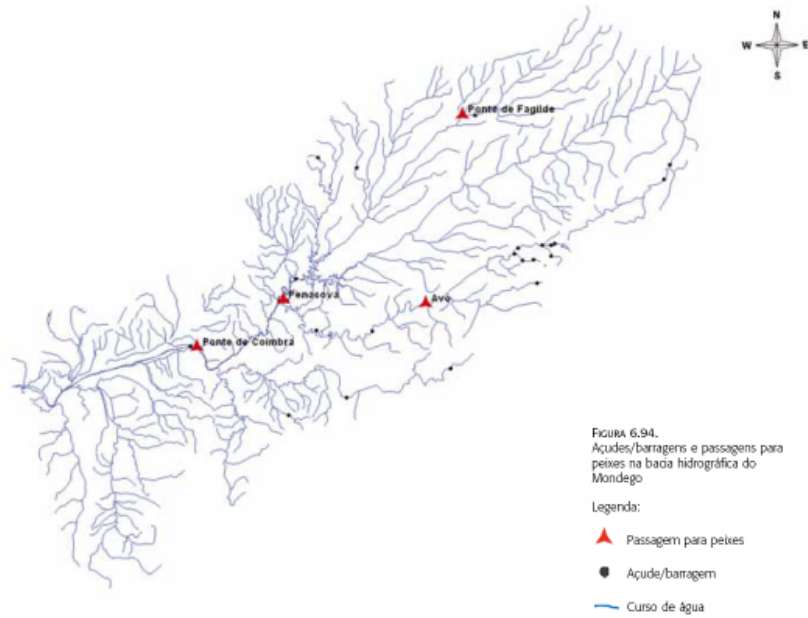 N
W E
S
Ponte de Fagilde
Penacova
Avô
Ponte de Coimbra
FIGURA 6.94.
Açudes/barragens e passagens para
peixes na bacia hidrográfica do
Mondego
Legenda:
Passagem para peixes
Açude/barragem
Curso de água